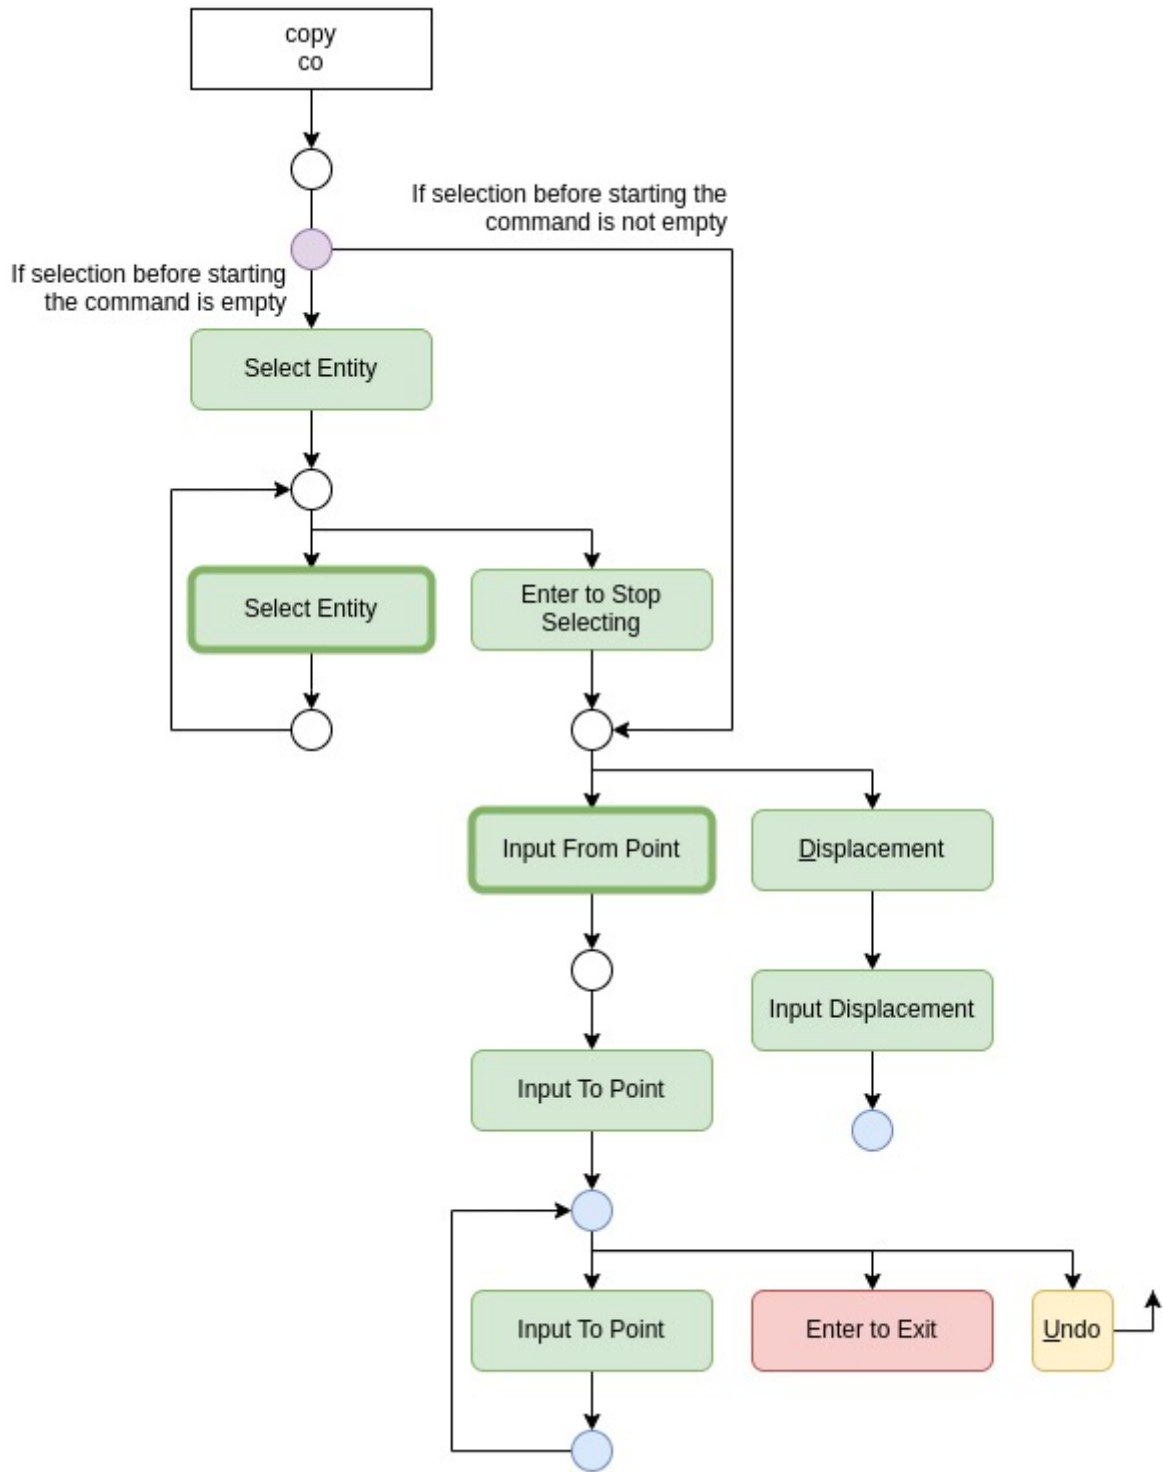 copy
co
If selection before starting the
command is not empty
If selection before starting
the command is empty
Select Entity
Select Entity
Enter to Stop
Selecting
Input From Point
Displacement
Input Displacement
Input To Point
Input To Point
Enter to Exit
Undo